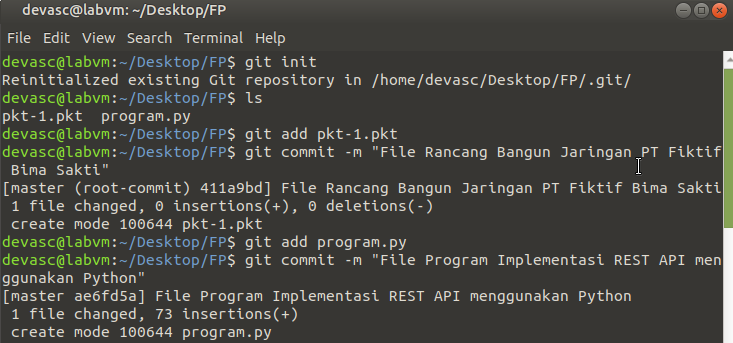 devasc@labvm: ~/Desktop/FP
File Edit View Search Terminal Help
devasc@labvm:~/Desktop/FP$ git init
Reinitialized existing Git repository in /home/devasc/Desktop/FP/.git/
devasc@labvm:~/Desktop/FP$ ls
pkt-1.pkt  program.py
devasc@labvm:~/Desktop/FP$ git add pkt-1.pkt
devasc@labvm:~/Desktop/FP$ git commit -m "File Rancang Bangun Jaringan PT Fiktif
 Bima Sakti"
[master (root-commit) 411a9bd] File Rancang Bangun Jaringan PT Fiktif Bima Sakti
 1 file changed, 0 insertions(+), 0 deletions(-)
 create mode 100644 pkt-1.pkt
devasc@labvm:~/Desktop/FP$ git add program.py
devasc@labvm:~/Desktop/FP$ git commit -m "File Program Implementasi REST API men
ggunakan Python"
[master ae6fd5a] File Program Implementasi REST API menggunakan Python
 1 file changed, 73 insertions(+)
 create mode 100644 program.py